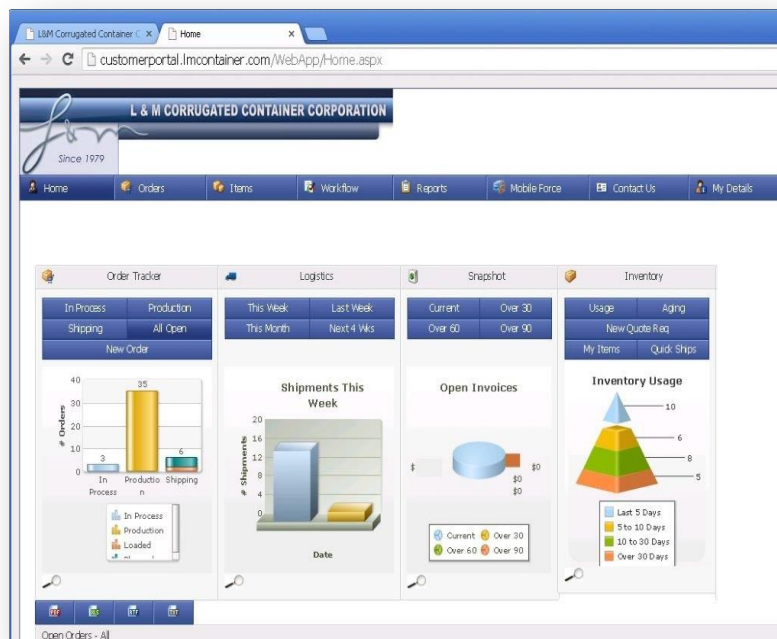 L&M Corrugated Container C
Home
customerportal.lmcontainer.com/WebApp/Home.aspx
L & M CORRUGATED CONTAINER CORPORATION
l&m
Since 1979
Home Orders Items Workflow Reports Mobile Force Contact Us My Details
Order Tracker
In Process Production
Shipping All Open
New Order
# Orders
40
30
20
10
0
3
35
6
In Process
Productio n
Shipping
In Process
Production
Loaded
Logistics
This Week Last Week
This Month Next 4 Wks
Shipments This
Week
# Shipments
20
16
12
8
4
0
Date
Snapshot
Current Over 30
Over 60 Over 90
Open Invoices
$
$0
$0
$0
Current Over 30
Over 60 Over 90
Inventory
Usage Aging
New Quote Req
My Items Quick Ships
Inventory Usage
10
6
8
5
Last 5 Days
5 to 10 Days
10 to 30 Days
Over 30 Days
PDF XLS RTF TXT
Open Orders - All